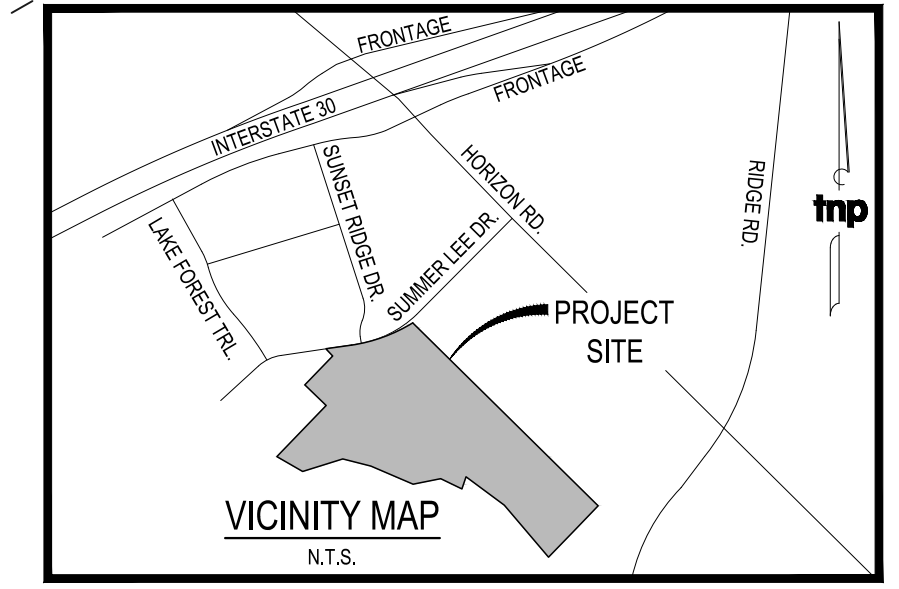 FRONTAGE
INTERSTATE 30
FRONTAGE
SUNSET RIDGE DR.
HORIZON RD.
RIDGE RD.
tnp
LAKE FOREST TRL.
SUMMER LEE DR.
PROJECT
SITE
VICINITY MAP
N.T.S.